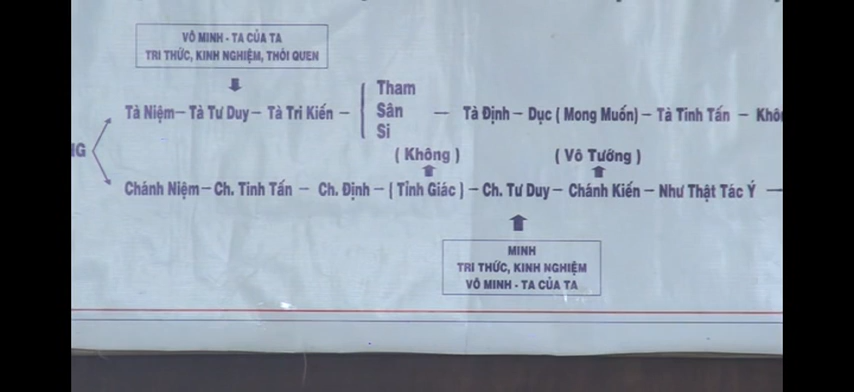 VÔ MINH - TA CỦA TA
TRI THỨC, KINH NGHIỆM, THÓI QUEN
Tham
Tà Niệm – Tà Tư Duy – Tà Tri Kiến – Sân – Tà Định – Dục ( Mong Muốn) – Tà Tinh Tấn –
Si
( Không ) ( Vô Tướng )
Chánh Niệm – Ch. Tinh Tấn – Ch. Định – ( Tỉnh Giác ) – Ch. Tư Duy – Chánh Kiến – Như Thật Tác Ý –
MINH
TRI THỨC, KINH NGHIỆM
VÔ MINH - TA CỦA TA